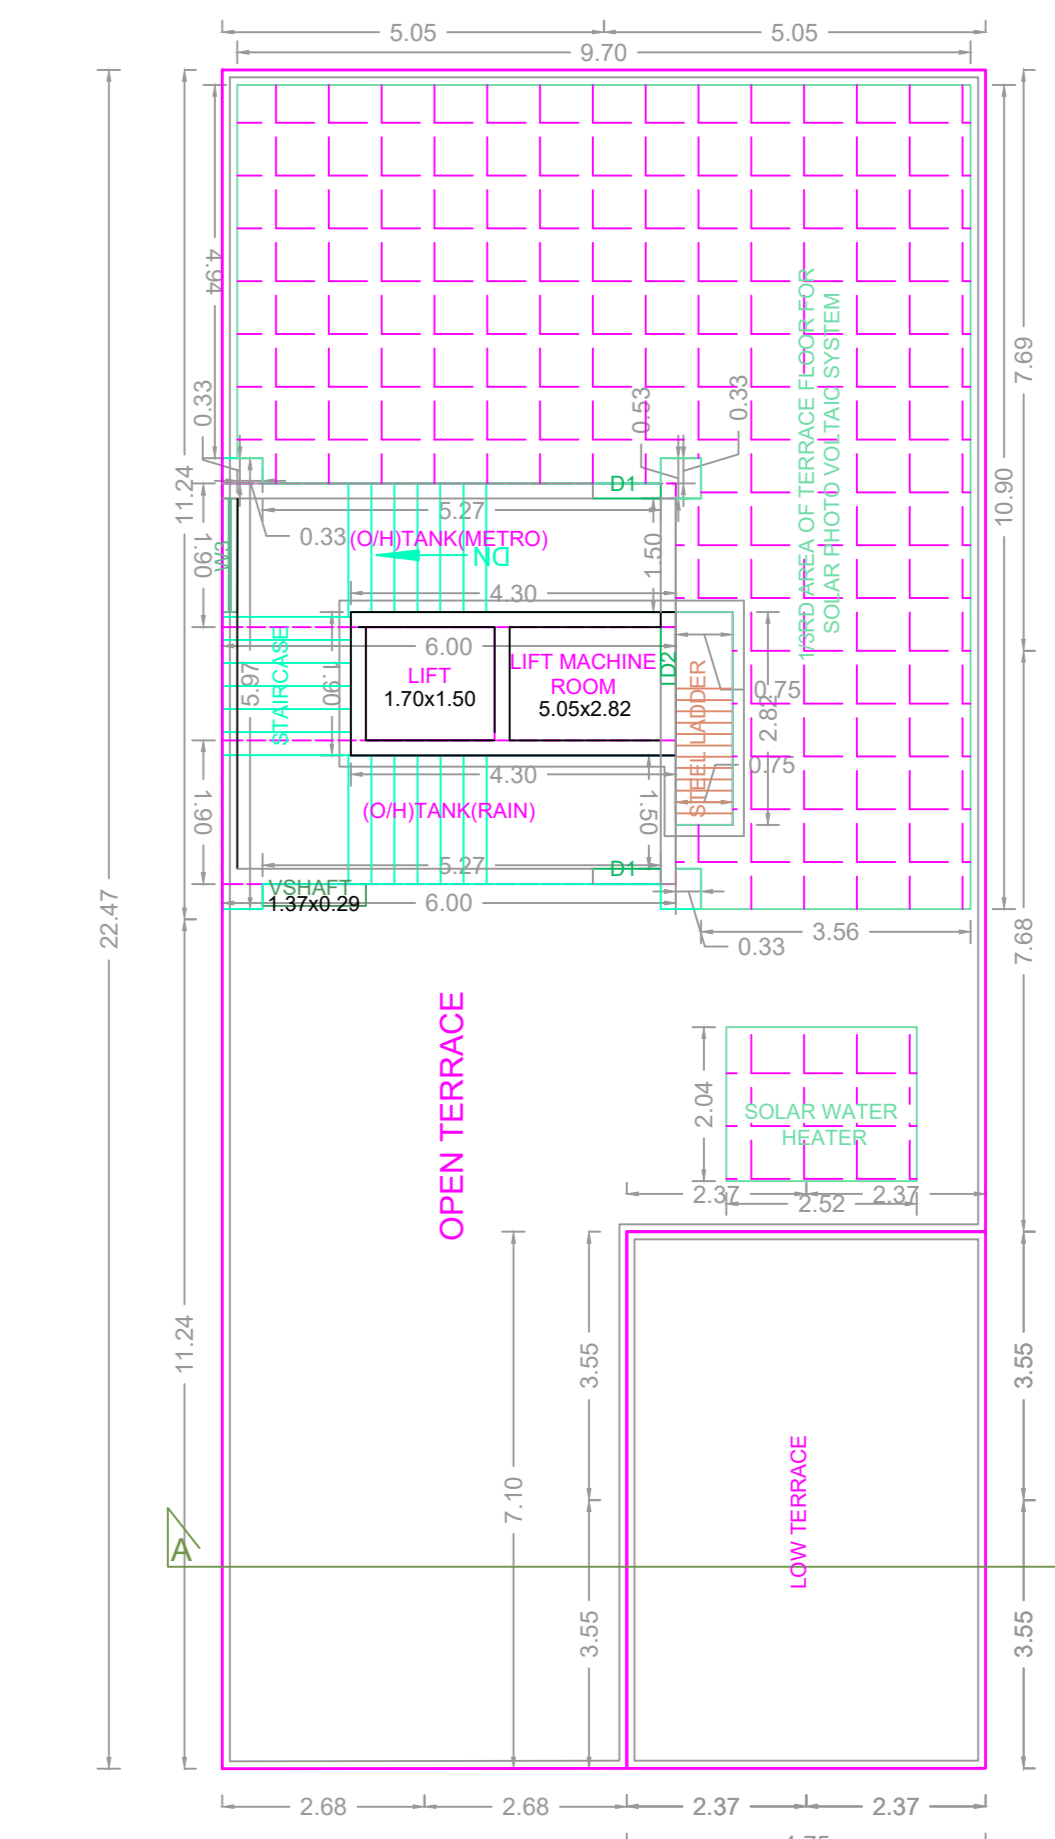 5.05
5.05
9.70
4.94
7.69
1/3RD AREA OF TERRACE FLOOR FOR
SOLAR PHOTO VOLTAIC SYSTEM
0.33
0.53
0.33
11.24
10.90
D1
5.27
0.33
(O/H)TANK(METRO)
DN
1.90
1.50
4.30
6.00
STAIRCASE
5.97
1.90
LIFT
1.70x1.50
LIFT MACHINE
ROOM
5.05x2.82
D2
STEEL LADDER
0.75
2.82
0.75
4.30
(O/H)TANK(RAIN)
1.90
1.50
5.27
D1
VSHAFT
1.37x0.29
6.00
3.56
0.33
22.47
7.68
OPEN TERRACE
2.04
SOLAR WATER
HEATER
2.37
2.37
2.52
11.24
3.55
3.55
7.10
LOW TERRACE
A
3.55
3.55
2.68
2.68
2.37
2.37